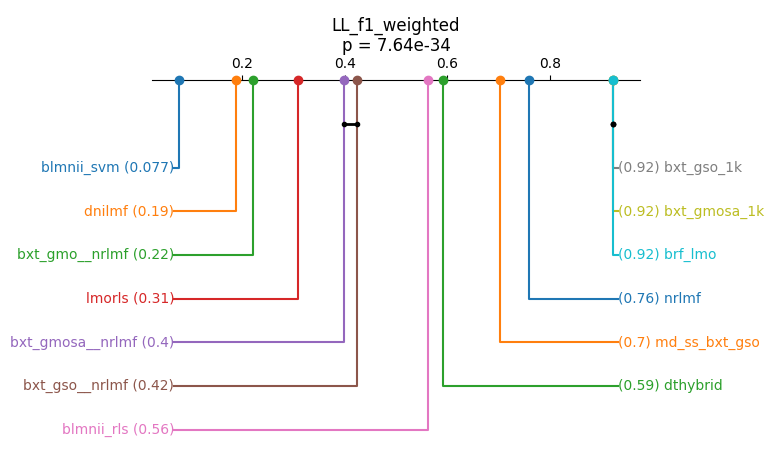 LL_f1_weighted
p = 7.64e-34
0.2 0.4 0.6 0.8
blmnii_svm (0.077)
(0.92) bxt_gso_1k
dnilmf (0.19)
(0.92) bxt_gmosa_1k
bxt_gmo__nrlmf (0.22)
(0.92) brf_lmo
lmorls (0.31)
(0.76) nrlmf
bxt_gmosa__nrlmf (0.4)
(0.7) md_ss_bxt_gso
bxt_gso__nrlmf (0.42)
(0.59) dthybrid
blmnii_rls (0.56)